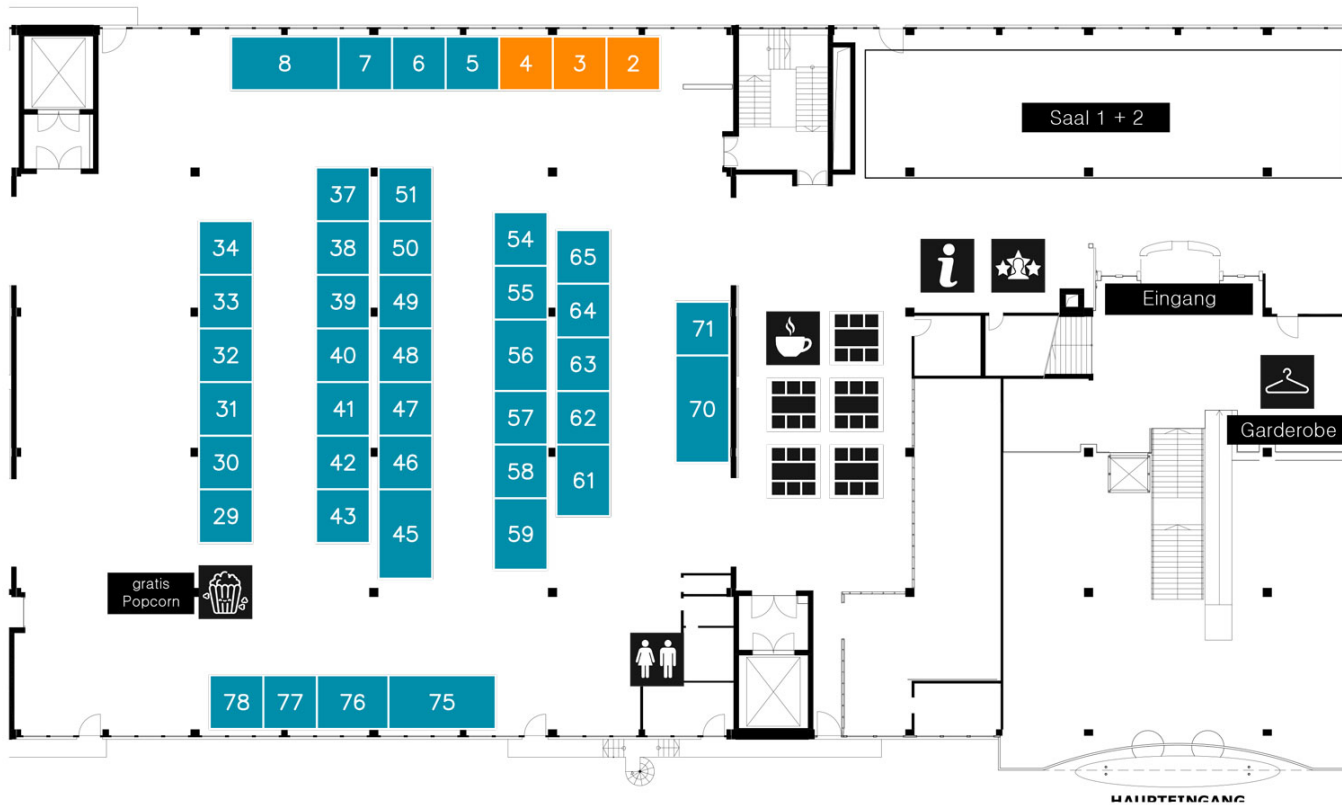 8 7 6 5 4 3 2
Saal 1 + 2
37 51
34 38 50 54 65
33 39 49 55 64
32 40 48 56 63 71
31 41 47 57 62 70
30 42 46 58 61
29 43 45 59
i
Eingang
Garderobe
gratis
Popcorn
78 77 76 75
HAUPTEINGANG